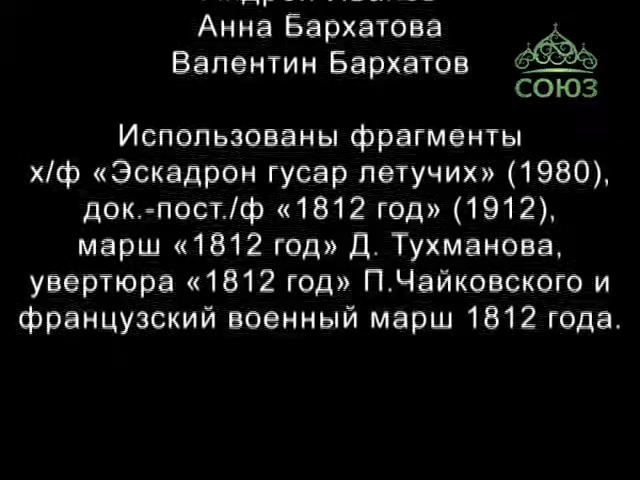 Анна Бархатова
Валентин Бархатов
СОЮЗ
Использованы фрагменты
х/ф «Эскадрон гусар летучих» (1980),
док.-пост./ф «1812 год» (1912),
марш «1812 год» Д. Тухманова,
увертюра «1812 год» П.Чайковского и
французский военный марш 1812 года.